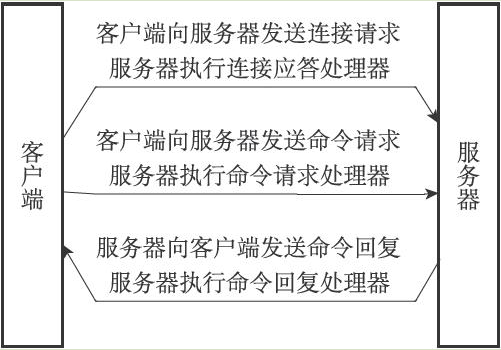 客户端向服务器发送连接请求
服务器执行连接应答处理器
客户端
客户端向服务器发送命令请求
服务器执行命令请求处理器
服务器
服务器向客户端发送命令回复
服务器执行命令回复处理器